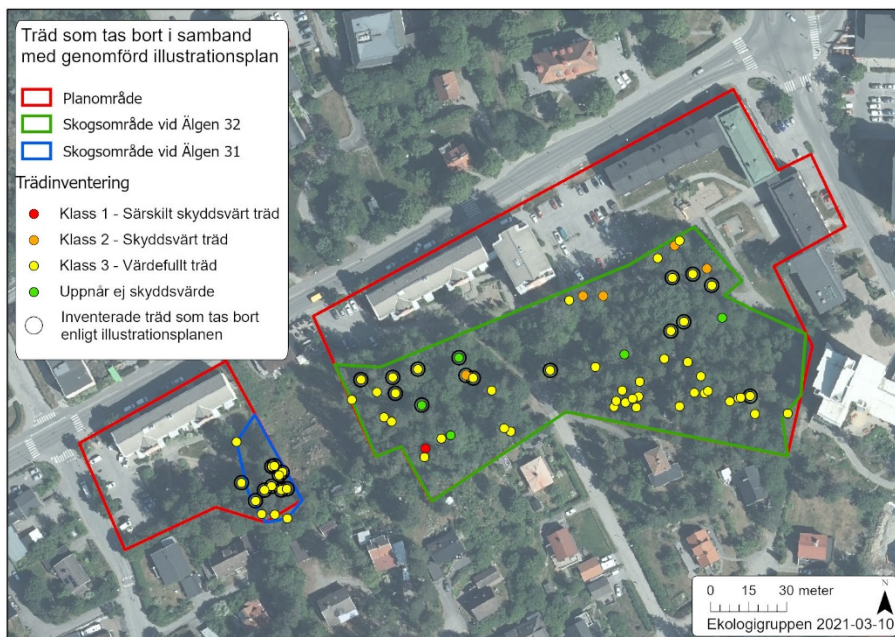 Träd som tas bort i samband
med genomförd illustrationsplan
Planområde
Skogsområde vid Älgen 32
Skogsområde vid Älgen 31
Trädinventering
Klass 1 - Särskilt skyddsvärt träd
Klass 2 - Skyddsvärt träd
Klass 3 - Värdefullt träd
Uppnår ej skyddsvärde
Inventerade träd som tas bort
enligt illustrationsplanen
N
0 15 30 meter
Ekologigruppen 2021-03-10